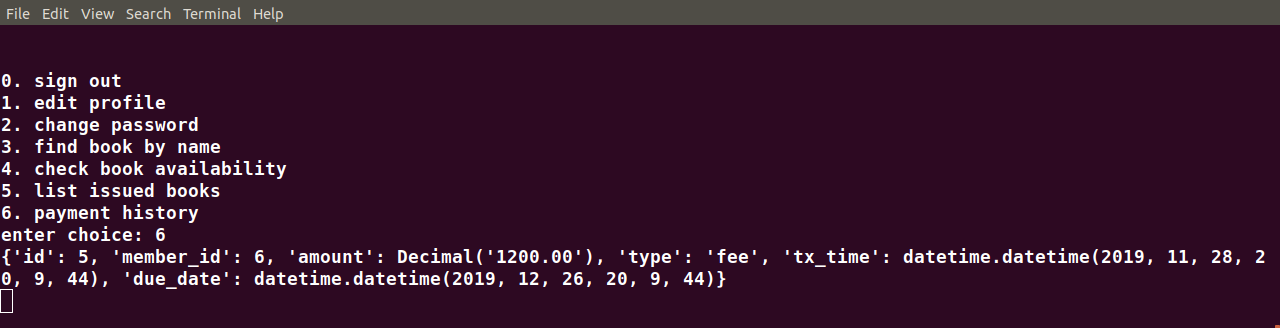 File Edit View Search Terminal Help
0. sign out
1. edit profile
2. change password
3. find book by name
4. check book availability
5. list issued books
6. payment history
enter choice: 6
{'id': 5, 'member_id': 6, 'amount': Decimal('1200.00'), 'type': 'fee', 'tx_time': datetime.datetime(2019, 11, 28, 2
0, 9, 44), 'due_date': datetime.datetime(2019, 12, 26, 20, 9, 44)}